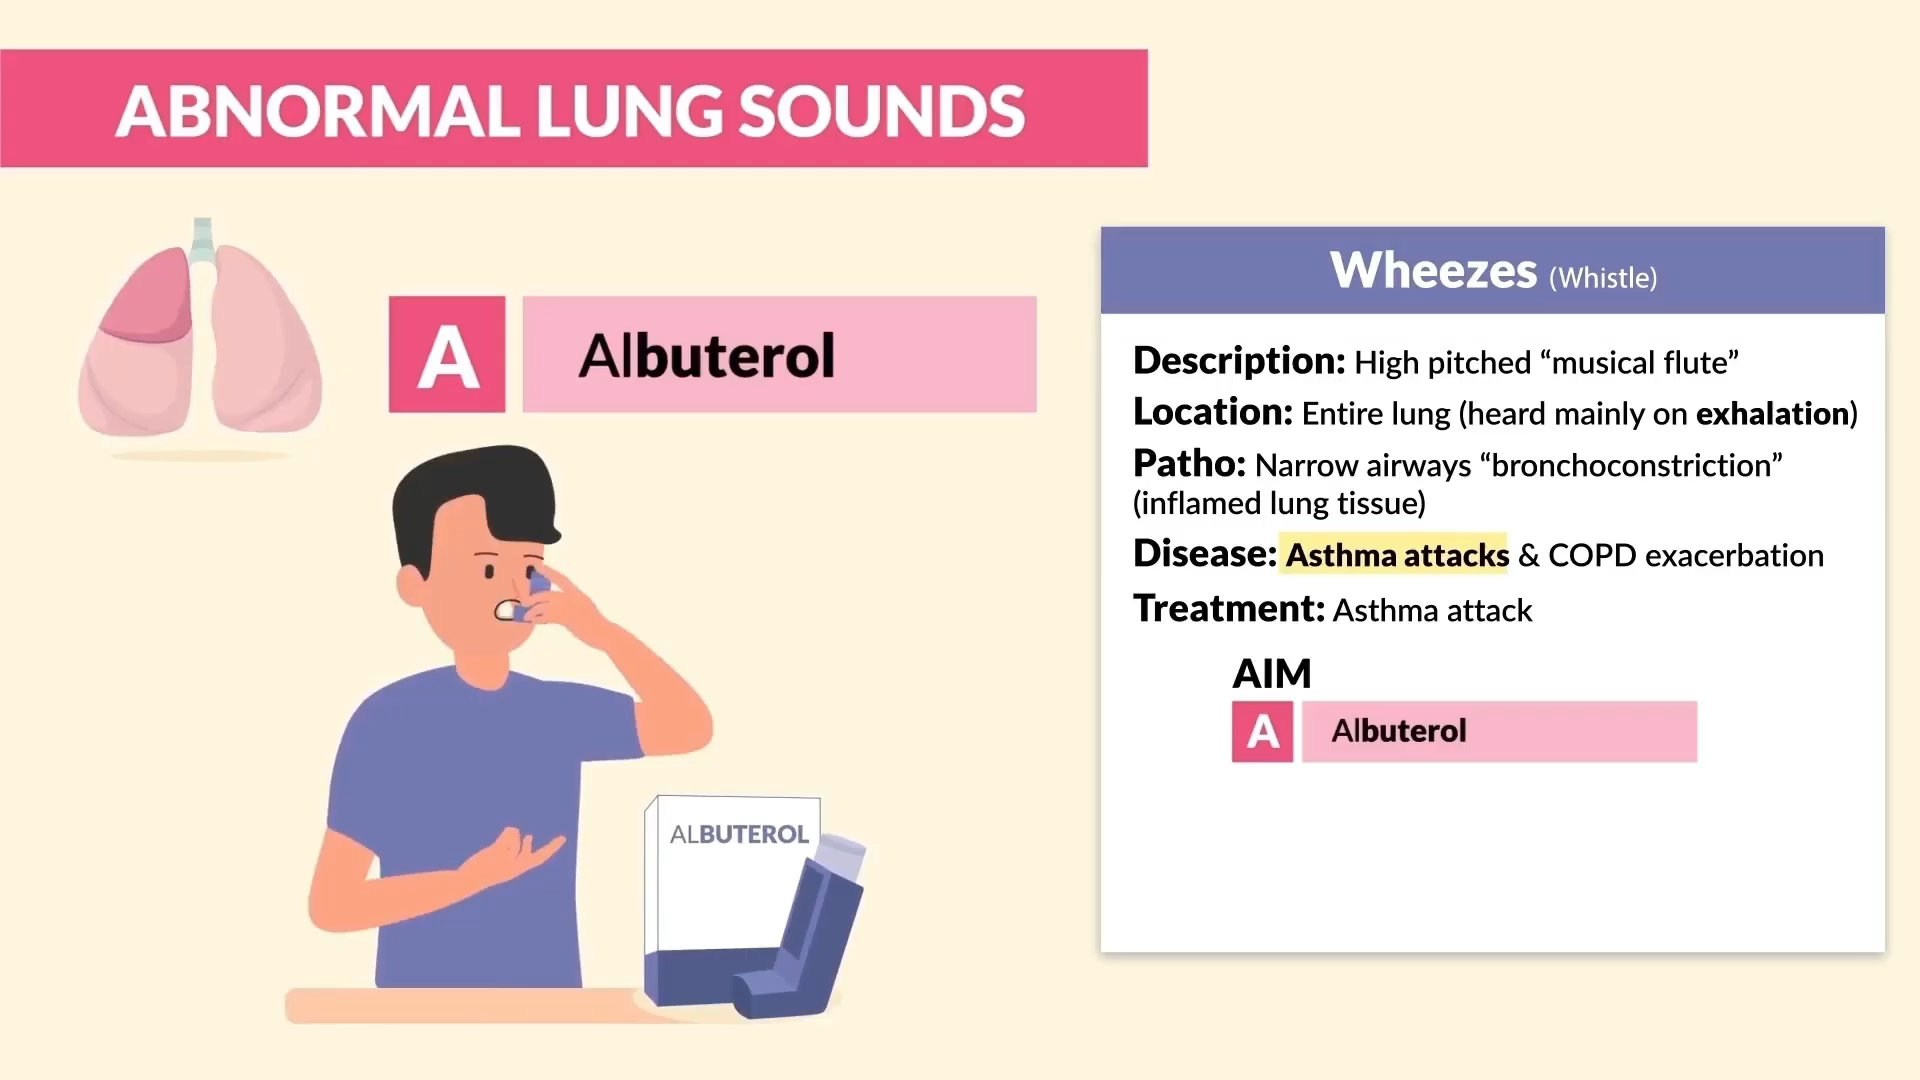 ABNORMAL LUNG SOUNDS
A Albuterol
ALBUTEROL
Wheezes (Whistle)
Description: High pitched “musical flute”
Location: Entire lung (heard mainly on exhalation)
Patho: Narrow airways “bronchoconstriction”
(inflamed lung tissue)
Disease: Asthma attacks & COPD exacerbation
Treatment: Asthma attack
AIM
A Albuterol